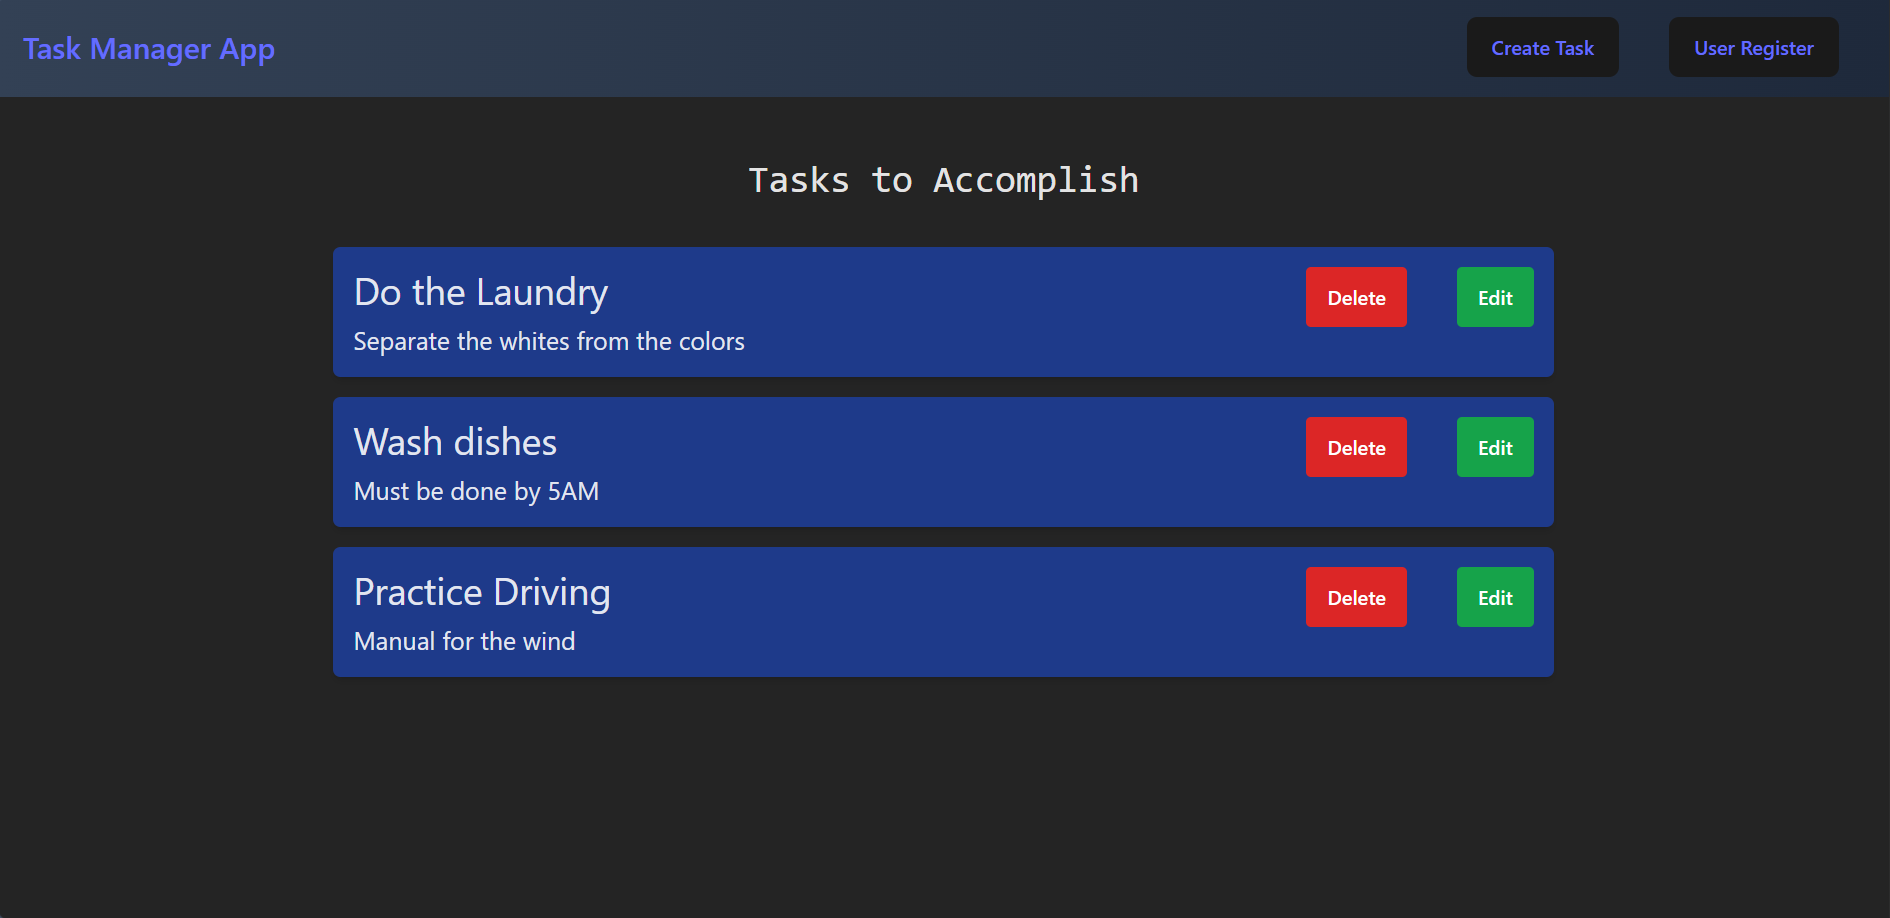 Task Manager App
Create Task
User Register
Tasks to Accomplish
Do the Laundry
Delete
Edit
Separate the whites from the colors
Wash dishes
Delete
Edit
Must be done by 5AM
Practice Driving
Delete
Edit
Manual for the wind